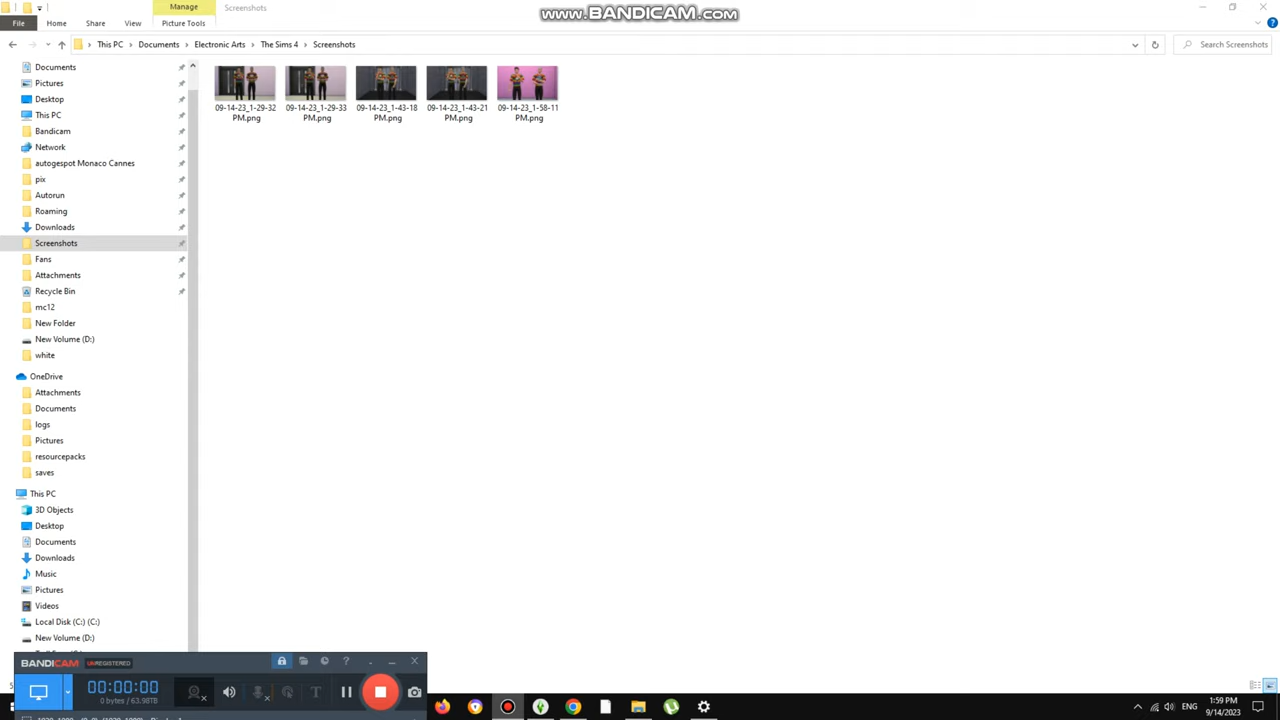 Manage
Screenshots
www.BANDICAM.com
File
Home
Share
View
Picture Tools
This PC
Documents
Electronic Arts
The Sims 4
Screenshots
Search Screenshots
Documents
Pictures
Desktop
This PC
Bandicam
Network
autogespot Monaco Cannes
pix
Autorun
Roaming
Downloads
Screenshots
Fans
Attachments
Recycle Bin
mc12
New Folder
New Volume (D:)
white
OneDrive
Attachments
Documents
logs
Pictures
resourcepacks
saves
This PC
3D Objects
Desktop
Documents
Downloads
Music
Pictures
Videos
Local Disk (C:) (C:)
New Volume (D:)
09-14-23_1-29-32
PM.png
09-14-23_1-29-33
PM.png
09-14-23_1-43-18
PM.png
09-14-23_1-43-21
PM.png
09-14-23_1-58-11
PM.png
BANDICAM UNREGISTERED
00:00:00
0 bytes / 63.98TB
ENG
1:59 PM
9/14/2023